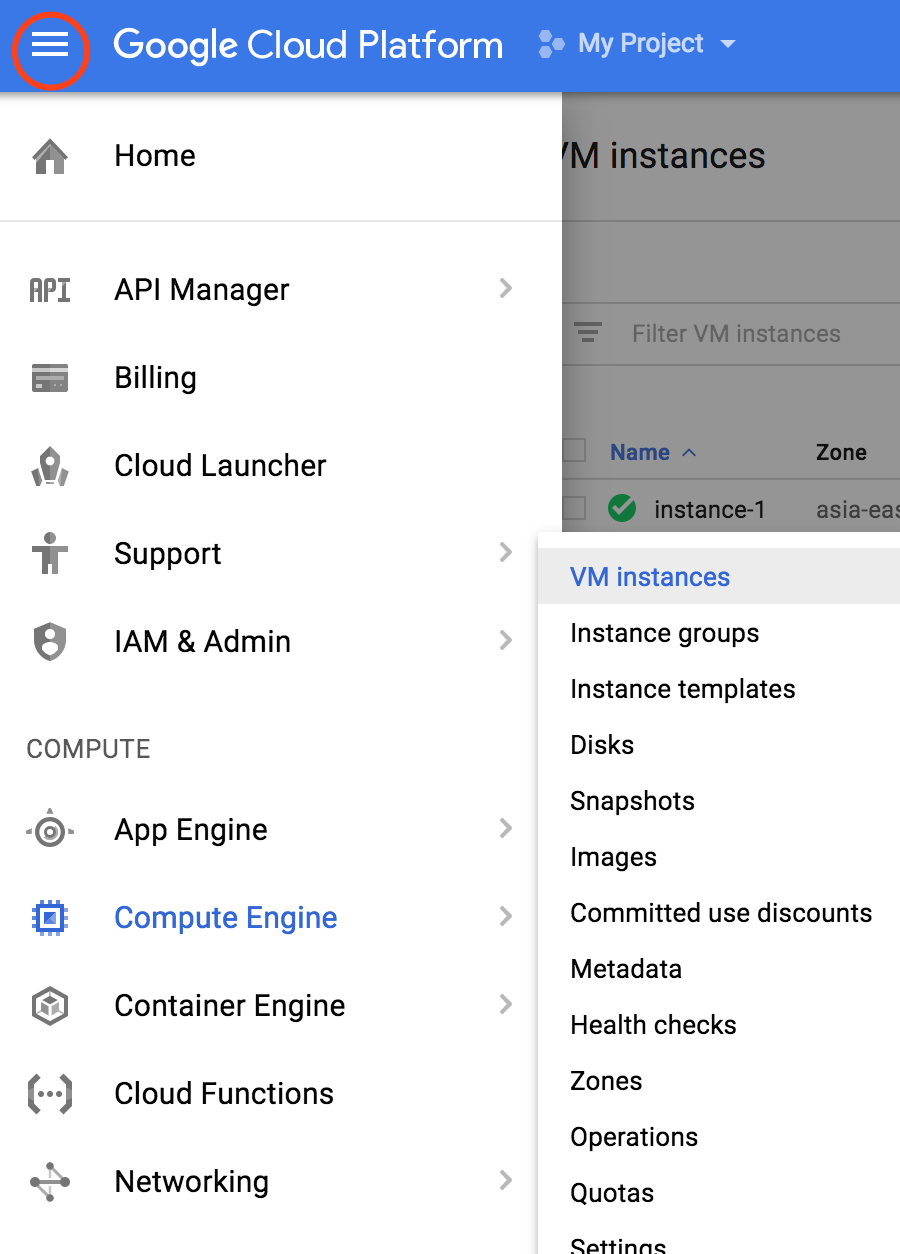 Google Cloud Platform My Project
Home
VM instances
API API Manager
Filter VM instances
Billing
Name Zone
Cloud Launcher
instance-1
Support
IAM & Admin
COMPUTE
App Engine
Compute Engine
Container Engine
Cloud Functions
Networking
VM instances
Instance groups
Instance templates
Disks
Snapshots
Images
Committed use discounts
Metadata
Health checks
Zones
Operations
Quotas
Settings